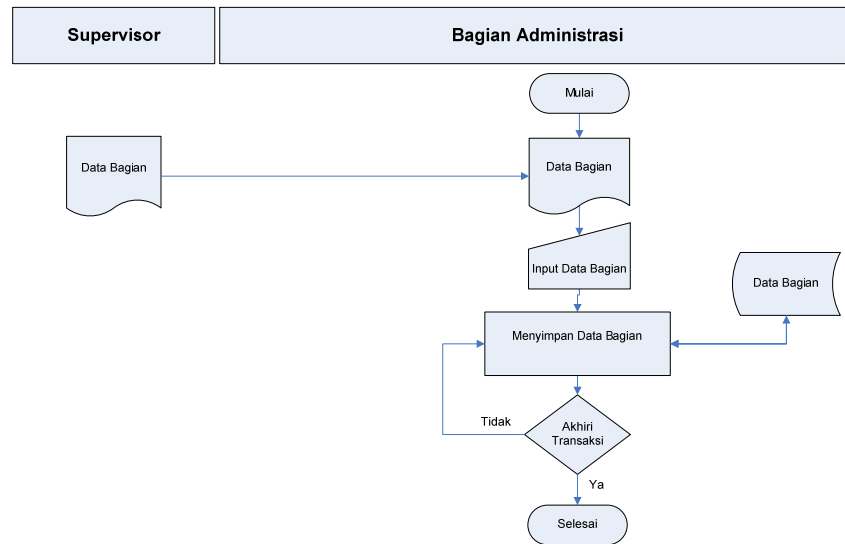 Supervisor
Bagian Administrasi
Mulai
Data Bagian
Data Bagian
Input Data Bagian
Data Bagian
Menyimpan Data Bagian
Tidak
Akhiri
Transaksi
Ya
Selesai